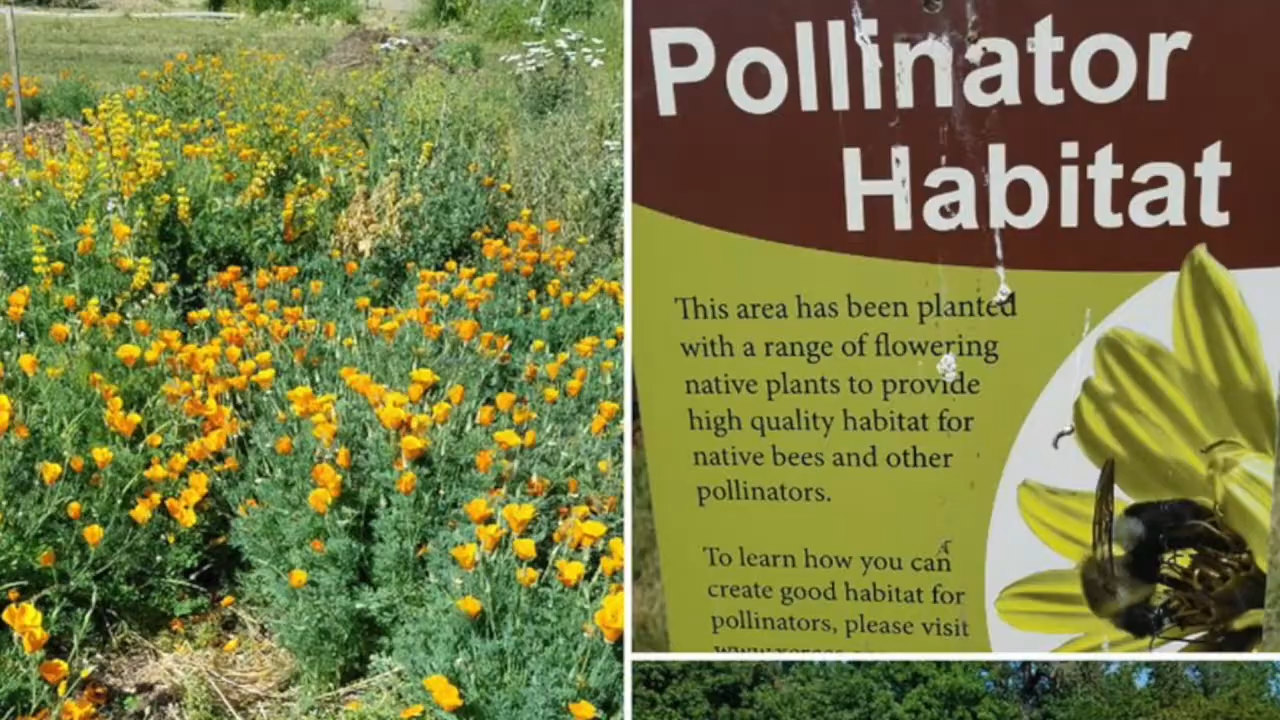 Pollinator
Habitat
This area has been planted
with a range of flowering
native plants to provide
high quality habitat for
native bees and other
pollinators.
To learn how you can
create good habitat for
pollinators, please visit